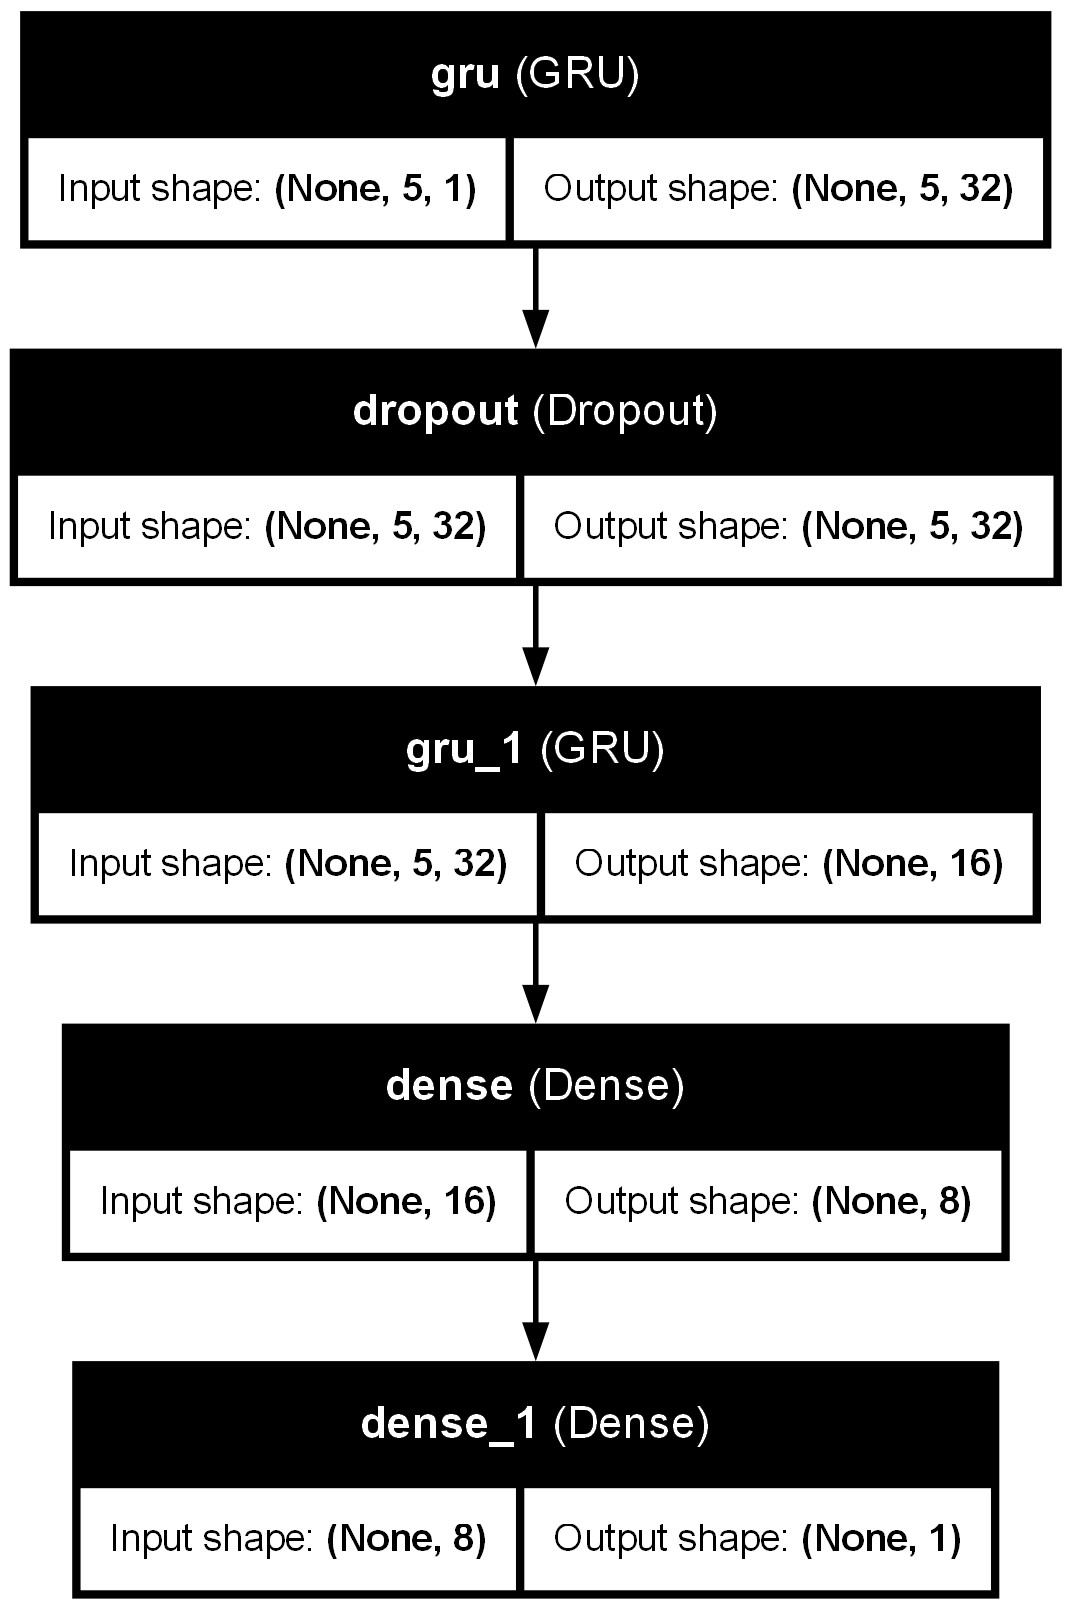 gru (GRU)
Input shape: (None, 5, 1) Output shape: (None, 5, 32)
dropout (Dropout)
Input shape: (None, 5, 32) Output shape: (None, 5, 32)
gru_1 (GRU)
Input shape: (None, 5, 32) Output shape: (None, 16)
dense (Dense)
Input shape: (None, 16) Output shape: (None, 8)
dense_1 (Dense)
Input shape: (None, 8) Output shape: (None, 1)